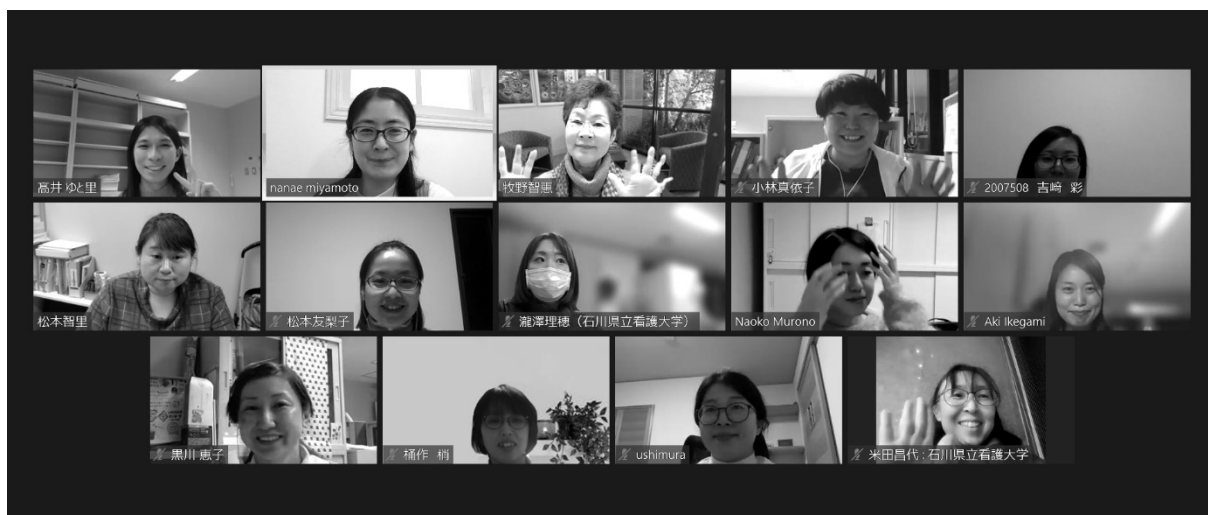 髙井 ゆと里
nanae miyamoto
牧野智恵
小林真依子
2007508 吉﨑 彩
松本智里
松本友梨子
瀧澤理穂（石川県立看護大学）
Naoko Murono
Aki Ikegami
黒川 恵子
桶作 梢
ushimura
米田昌代：石川県立看護大学